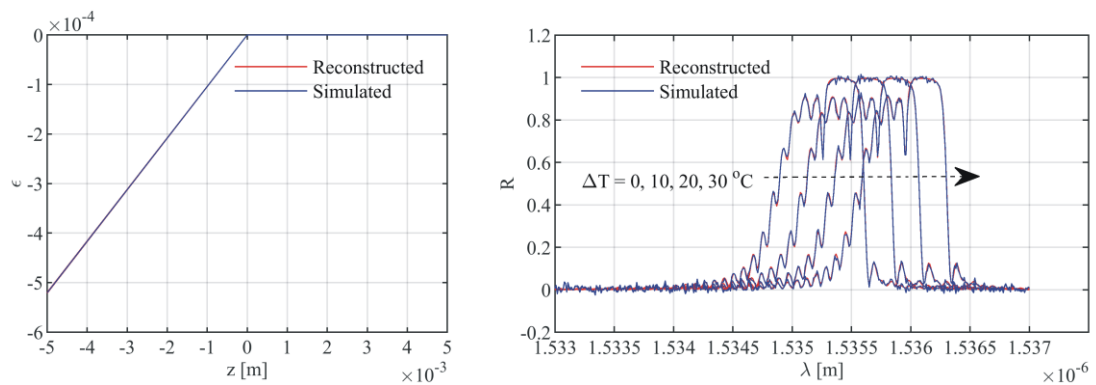 ×10⁻⁴
0
-1
-2
-3
-4
-5
-6
ϵ
Reconstructed
Simulated
-5 -4 -3 -2 -1 0 1 2 3 4 5
z [m]
×10⁻³
1.2
1
0.8
0.6
0.4
0.2
0
-0.2
R
Reconstructed
Simulated
ΔT = 0, 10, 20, 30 °C
1.533 1.5335 1.534 1.5345 1.535 1.5355 1.536 1.5365 1.537
λ [m]
×10⁻⁶